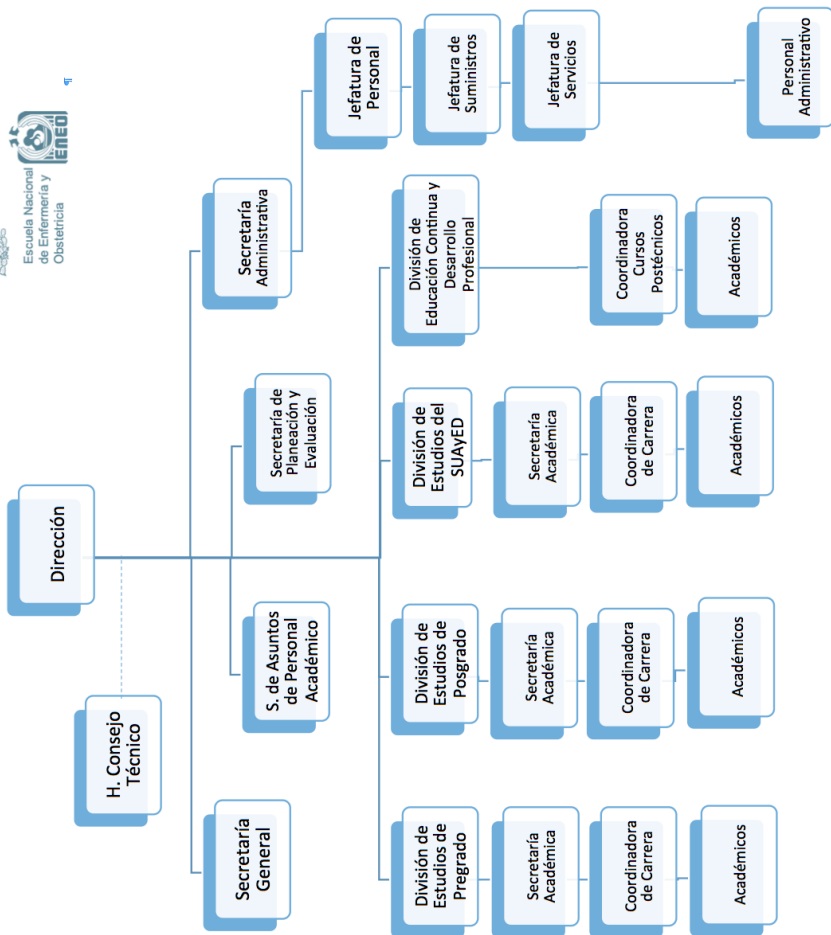 Escuela Nacional
de Enfermería y
Obstetricia
ENEO
¶
Dirección
H. Consejo
Técnico
Secretaría
General
Secretaría
Administrativa
S. de Asuntos
de Personal
Académico
Secretaría de
Planeación y
Evaluación
Jefatura de
Personal
Jefatura de
Suministros
Jefatura de
Servicios
Personal
Administrativo
División de
Estudios de
Pregrado
Secretaría
Académica
Coordinadora
de Carrera
Académicos
División de
Estudios de
Posgrado
Secretaría
Académica
Coordinadora
de Carrera
Académicos
División de
Estudios del
SUAyED
Secretaría
Académica
Coordinadora
de Carrera
Académicos
División de
Educación Continua y
Desarrollo
Profesional
Coordinadora
Cursos
Postécnicos
Académicos